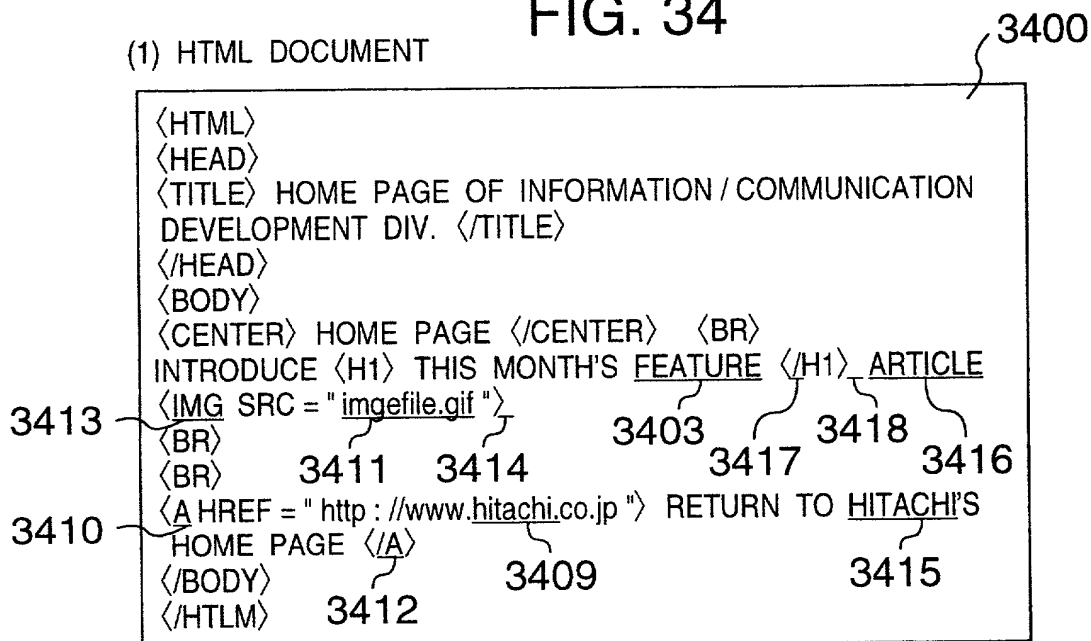 FIG. 34
(1) HTML DOCUMENT
3400
〈HTML〉
〈HEAD〉
〈TITLE〉 HOME PAGE OF INFORMATION / COMMUNICATION
DEVELOPMENT DIV. 〈/TITLE〉
〈/HEAD〉
〈BODY〉
〈CENTER〉 HOME PAGE 〈/CENTER〉 〈BR〉
INTRODUCE 〈H1〉 THIS MONTH'S FEATURE 〈/H1〉 ARTICLE
3413 〈IMG SRC = " imgefile.gif "〉
〈BR〉 3403 3418
〈BR〉 3411 3414 3417 3416
3410 〈A HREF = " http : //www.hitachi.co.jp "〉 RETURN TO HITACHI'S
HOME PAGE 〈/A〉
〈/BODY〉 3409 3415
〈/HTLM〉 3412